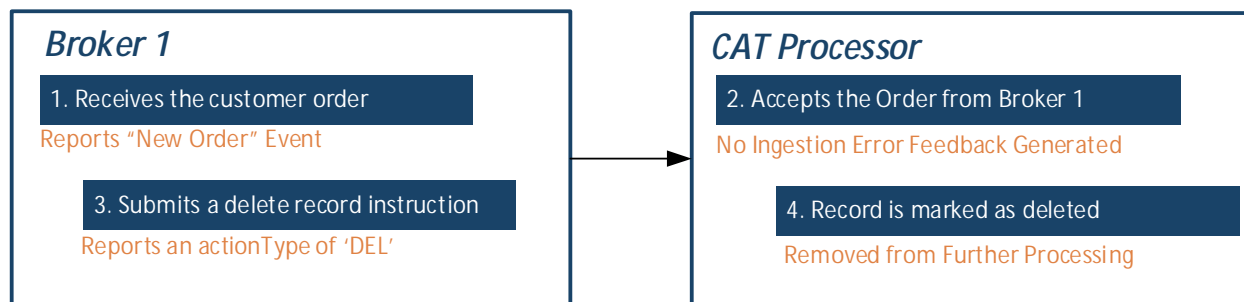 Broker 1
1. Receives the customer order
Reports “New Order” Event
3. Submits a delete record instruction
Reports an actionType of ‘DEL’
CAT Processor
2. Accepts the Order from Broker 1
No Ingestion Error Feedback Generated
4. Record is marked as deleted
Removed from Further Processing